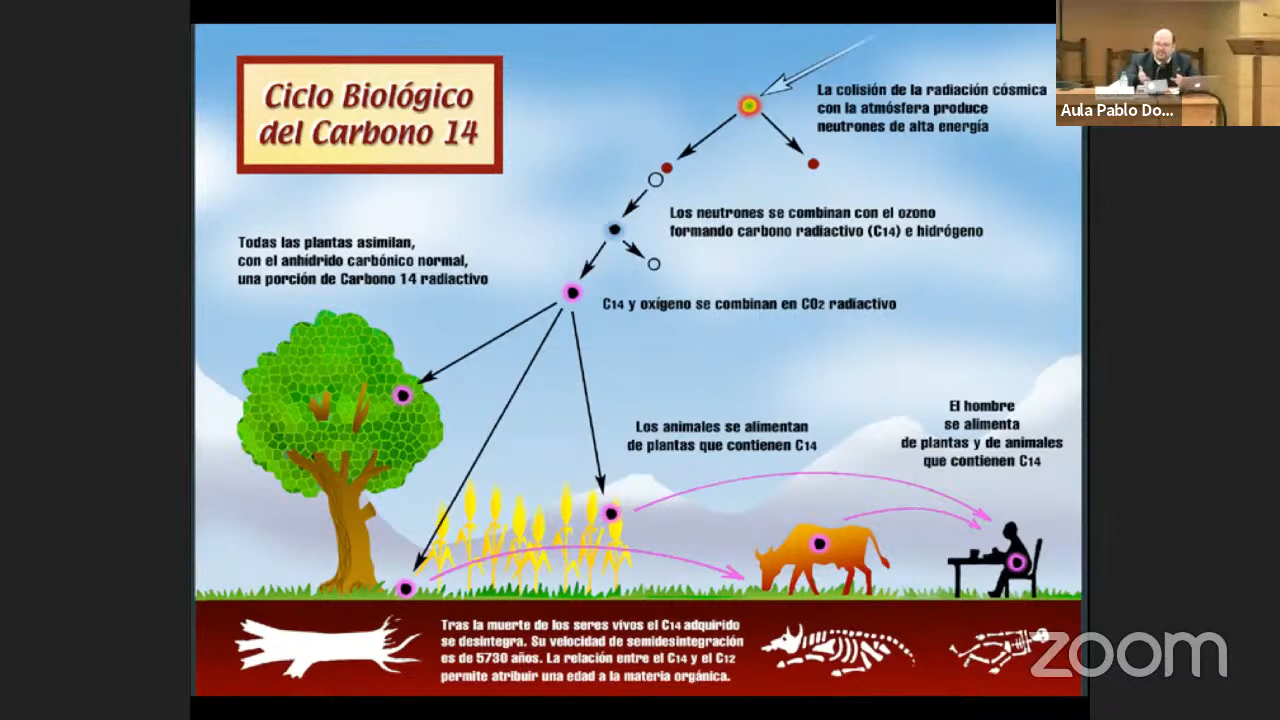 Ciclo Biológico
del Carbono 14
La colisión de la radiación cósmica
con la atmósfera produce
neutrones de alta energía
Aula Pablo Do...
Los neutrones se combinan con el ozono
formando carbono radiactivo (C14) e hidrógeno
Todas las plantas asimilan,
con el anhídrido carbónico normal,
una porción de Carbono 14 radiactivo
C14 y oxígeno se combinan en CO2 radiactivo
Los animales se alimentan
de plantas que contienen C14
El hombre
se alimenta
de plantas y de animales
que contienen C14
Tras la muerte de los seres vivos el C14 adquirido
se desintegra. Su velocidad de semidesintegración
es de 5730 años. La relación entre el C14 y el C12
permite atribuir una edad a la materia orgánica.
zoom